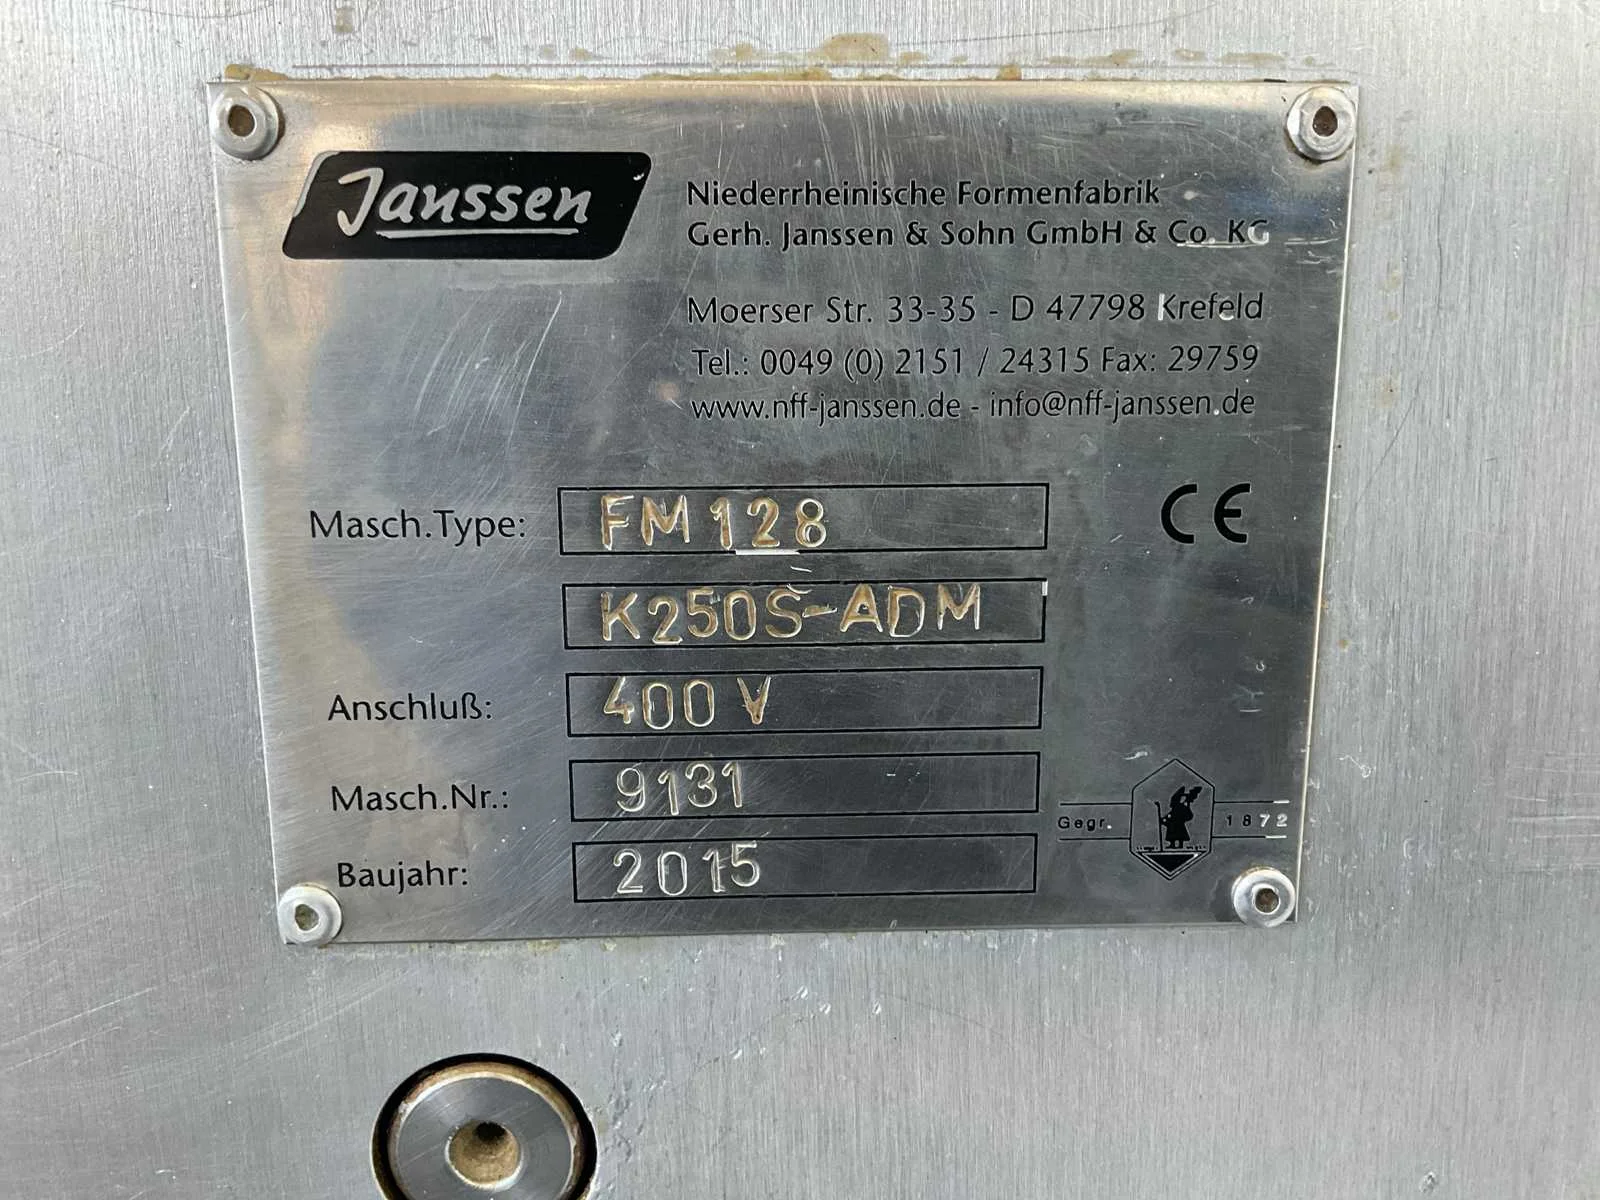 Janssen
Niederrheinische Formenfabrik
Gerh. Janssen & Sohn GmbH & Co. KG
Moerser Str. 33-35 - D 47798 Krefeld
Tel.: 0049 (0) 2151 / 24315 Fax: 29759
www.nff-janssen.de - info@nff-janssen.de
Masch.Type: FM128 CE
K250S-ADM
Anschluß: 400 V
Masch.Nr.: 9131
Gegr. 1872
Baujahr: 2015